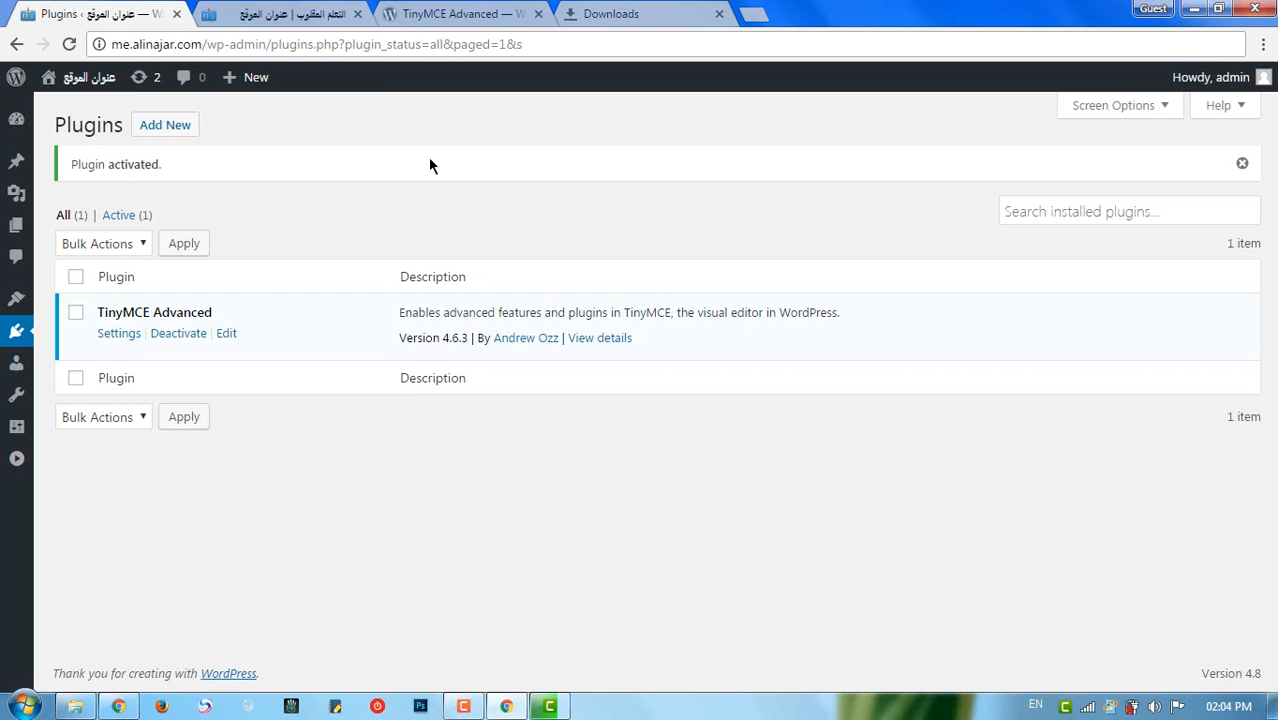 Plugins ‹ عنوان الموقع — Wo
التعلم المقلوب | عنوان الموقع
TinyMCE Advanced — W
Downloads
Guest
me.alinajar.com/wp-admin/plugins.php?plugin_status=all&paged=1&s
عنوان الموقع
2
0
New
Howdy, admin
Screen Options
Help
Plugins
Add New
Plugin activated.
All (1) | Active (1)
Search installed plugins...
Bulk Actions
Apply
1 item
Plugin
Description
TinyMCE Advanced
Enables advanced features and plugins in TinyMCE, the visual editor in WordPress.
Settings | Deactivate | Edit
Version 4.6.3 | By Andrew Ozz | View details
Plugin
Description
Bulk Actions
Apply
1 item
Thank you for creating with WordPress.
Version 4.8
Ps
C
C
EN
C
02:04 PM